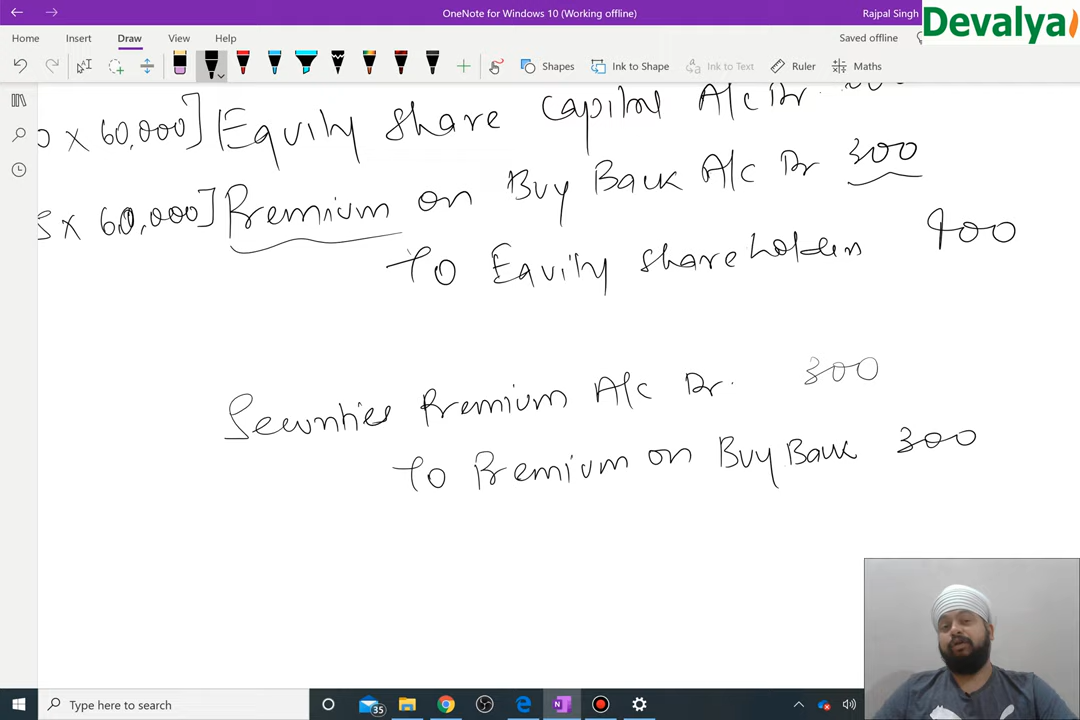 OneNote for Windows 10 (Working offline)
Rajpal Singh
Devalya
Home Insert Draw View Help
Saved offline
Shapes Ink to Shape Ink to Text Ruler Maths
x 60,000] Equity Share Capital A/c Dr.
x 60,000] Premium on Buy Back A/c Dr 300
To Equity Shareholders 900
Securities Premium A/c Dr. 300
To Premium on Buy Back 300
Type here to search
35